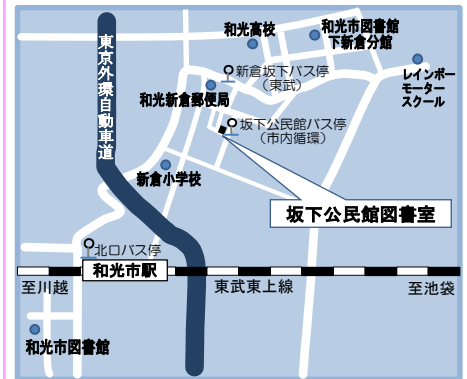 和光高校
和光市図書館
下新倉分館
東京外環自動車道
新倉坂下バス停
（東武）
レインボー
モーター
スクール
和光新倉郵便局
坂下公民館バス停
（市内循環）
新倉小学校
坂下公民館図書室
北口バス停
和光市駅
至川越
東武東上線
至池袋
和光市図書館